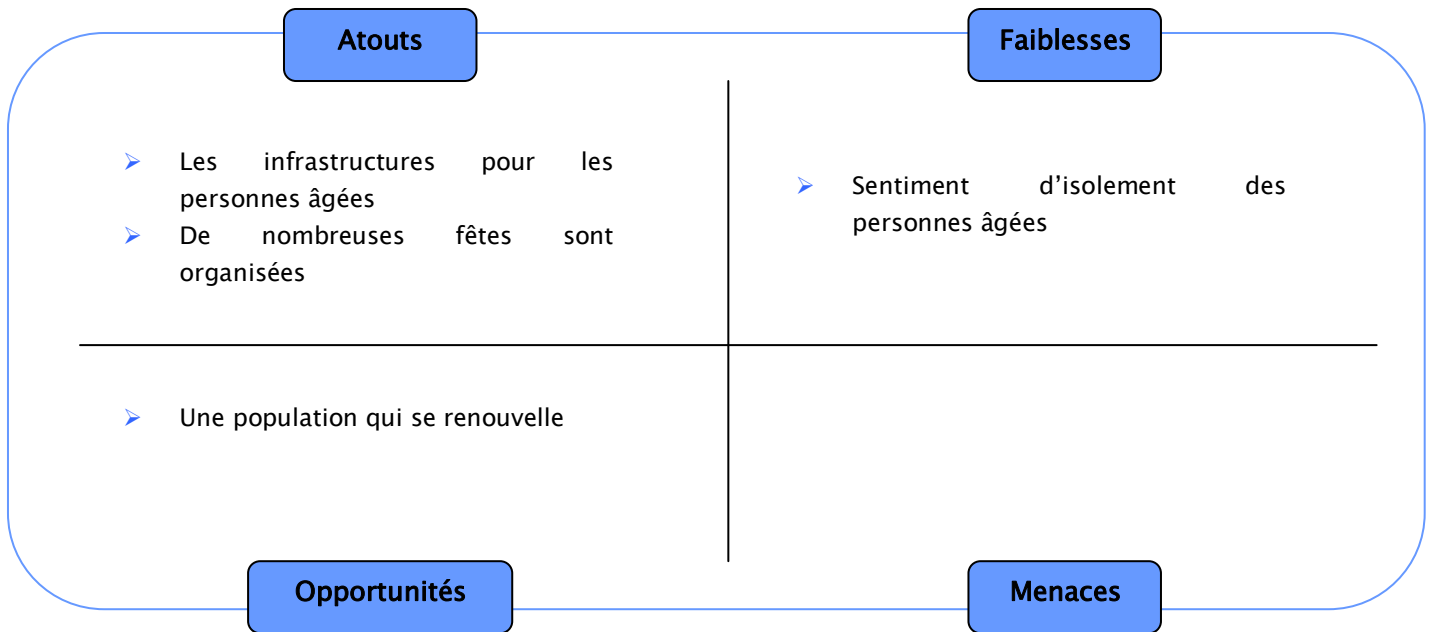 Atouts
Faiblesses
➢ Les infrastructures pour les
personnes âgées
➢ De nombreuses fêtes sont
organisées
➢ Sentiment d’isolement des
personnes âgées
➢ Une population qui se renouvelle
Opportunités
Menaces